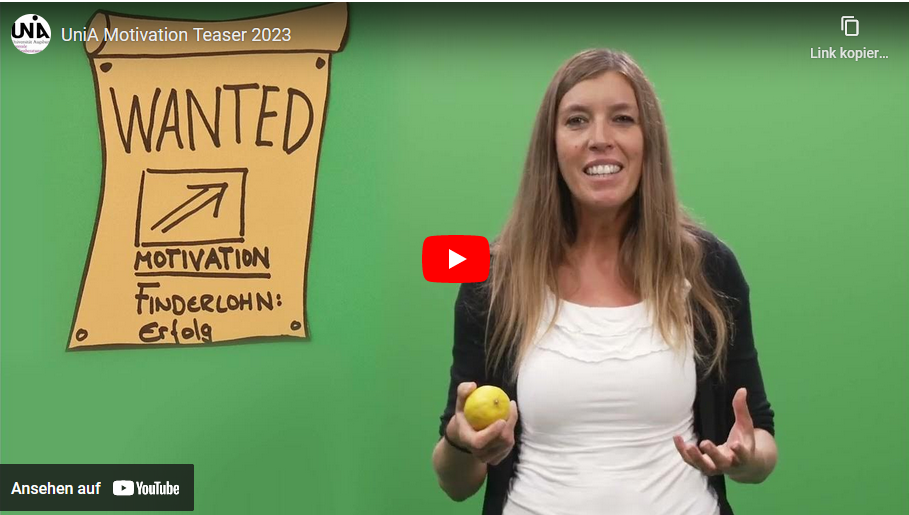 UniA
UniA Motivation Teaser 2023
Link kopier...
WANTED
MOTIVATION
FINDERLOHN:
Erfolg
Ansehen auf YouTube